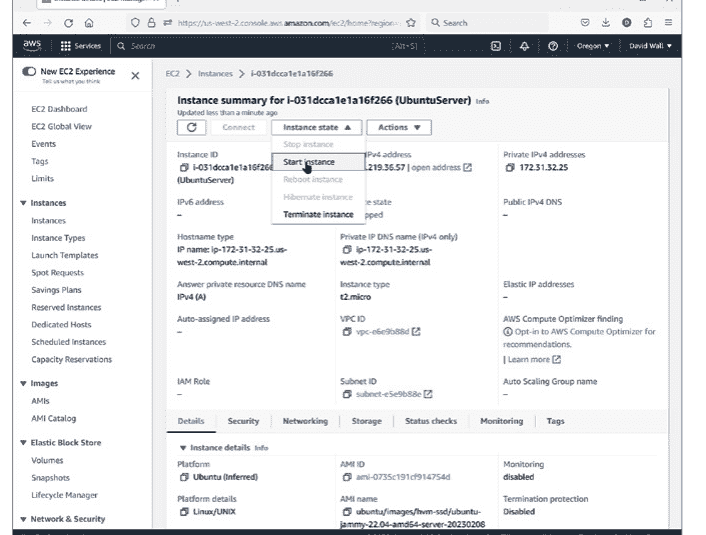 https://us-west-2.console.aws.amazon.com/ec2/home?region=
Search
aws
Services
Search
[Alt+S]
Oregon
David Wall
New EC2 Experience
Tell us what you think
EC2 Dashboard
EC2 Global View
Events
Tags
Limits
Instances
Instances
Instance Types
Launch Templates
Spot Requests
Savings Plans
Reserved Instances
Dedicated Hosts
Scheduled Instances
Capacity Reservations
Images
AMIs
AMI Catalog
Elastic Block Store
Volumes
Snapshots
Lifecycle Manager
Network & Security
EC2 > Instances > i-031dcca1e1a16f266
Instance summary for i-031dcca1e1a16f266 (UbuntuServer) Info
Updated less than a minute ago
Connect
Instance state
Actions
Stop instance
Start instance
Reboot instance
Hibernate instance
Terminate instance
Instance ID
i-031dcca1e1a16f266
(UbuntuServer)
IPv4 address
.219.36.57 | open address
Private IPv4 addresses
172.31.32.25
IPv6 address
–
e state
pped
Public IPv4 DNS
–
Hostname type
IP name: ip-172-31-32-25.us-
west-2.compute.internal
Private IP DNS name (IPv4 only)
ip-172-31-32-25.us-
west-2.compute.internal
Answer private resource DNS name
IPv4 (A)
Instance type
t2.micro
Elastic IP addresses
–
Auto-assigned IP address
–
VPC ID
vpc-e6e9b88d
AWS Compute Optimizer finding
Opt-in to AWS Compute Optimizer for
recommendations.
| Learn more
IAM Role
–
Subnet ID
subnet-e5e9b88e
Auto Scaling Group name
–
Details
Security
Networking
Storage
Status checks
Monitoring
Tags
Instance details Info
Platform
Ubuntu (Inferred)
AMI ID
ami-0735c191cf914754d
Monitoring
disabled
Platform details
Linux/UNIX
AMI name
ubuntu/images/hvm-ssd/ubuntu-
jammy-22.04-amd64-server-20230208
Termination protection
Disabled